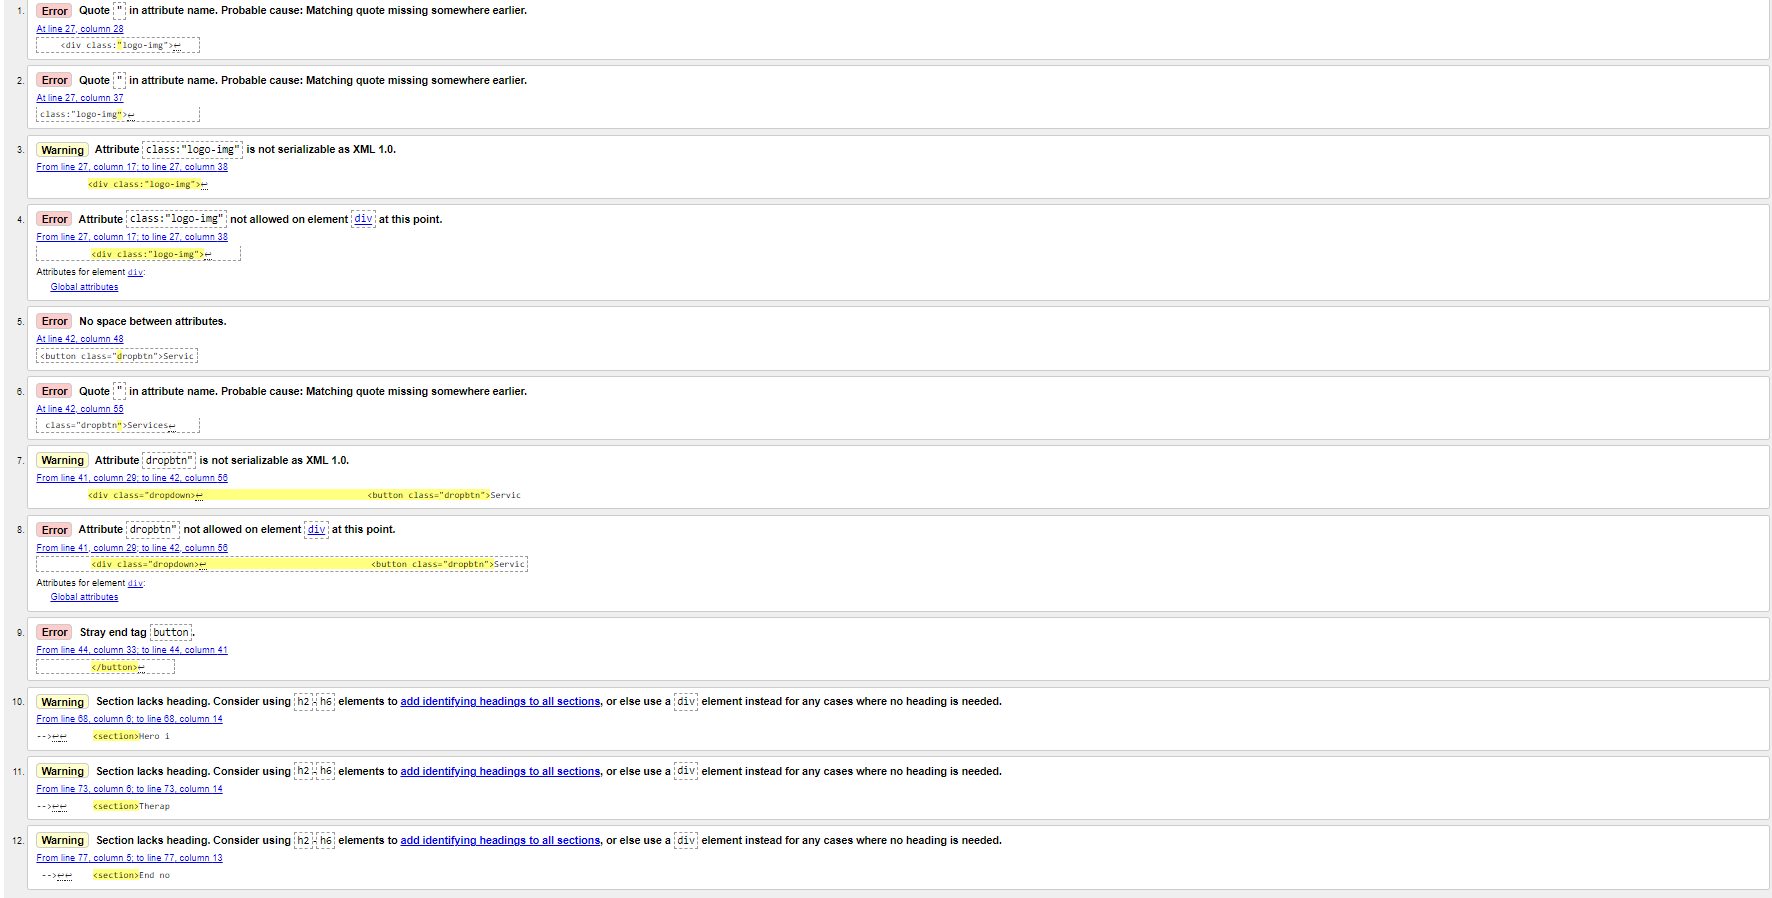 1. Error Quote " in attribute name. Probable cause: Matching quote missing somewhere earlier.
At line 27, column 28
<div class:"logo-img">↩
2. Error Quote " in attribute name. Probable cause: Matching quote missing somewhere earlier.
At line 27, column 37
class:"logo-img">↩
3. Warning Attribute class:"logo-img" is not serializable as XML 1.0.
From line 27, column 17; to line 27, column 38
<div class:"logo-img">↩
4. Error Attribute class:"logo-img" not allowed on element div at this point.
From line 27, column 17; to line 27, column 38
<div class:"logo-img">↩
Attributes for element div:
Global attributes
5. Error No space between attributes.
At line 42, column 48
<button class="dropbtn">Servic
6. Error Quote " in attribute name. Probable cause: Matching quote missing somewhere earlier.
At line 42, column 55
class="dropbtn">Services↩
7. Warning Attribute dropbtn" is not serializable as XML 1.0.
From line 41, column 29; to line 42, column 56
<div class="dropdown>↩ <button class="dropbtn">Servic
8. Error Attribute dropbtn" not allowed on element div at this point.
From line 41, column 29; to line 42, column 56
<div class="dropdown>↩ <button class="dropbtn">Servic
Attributes for element div:
Global attributes
9. Error Stray end tag button.
From line 44, column 33; to line 44, column 41
</button>↩
10. Warning Section lacks heading. Consider using h2-h6 elements to add identifying headings to all sections, or else use a div element instead for any cases where no heading is needed.
From line 68, column 6; to line 68, column 14
-->↩↩ <section>Hero i
11. Warning Section lacks heading. Consider using h2-h6 elements to add identifying headings to all sections, or else use a div element instead for any cases where no heading is needed.
From line 73, column 6; to line 73, column 14
-->↩↩ <section>Therap
12. Warning Section lacks heading. Consider using h2-h6 elements to add identifying headings to all sections, or else use a div element instead for any cases where no heading is needed.
From line 77, column 5; to line 77, column 13
-->↩↩ <section>End no